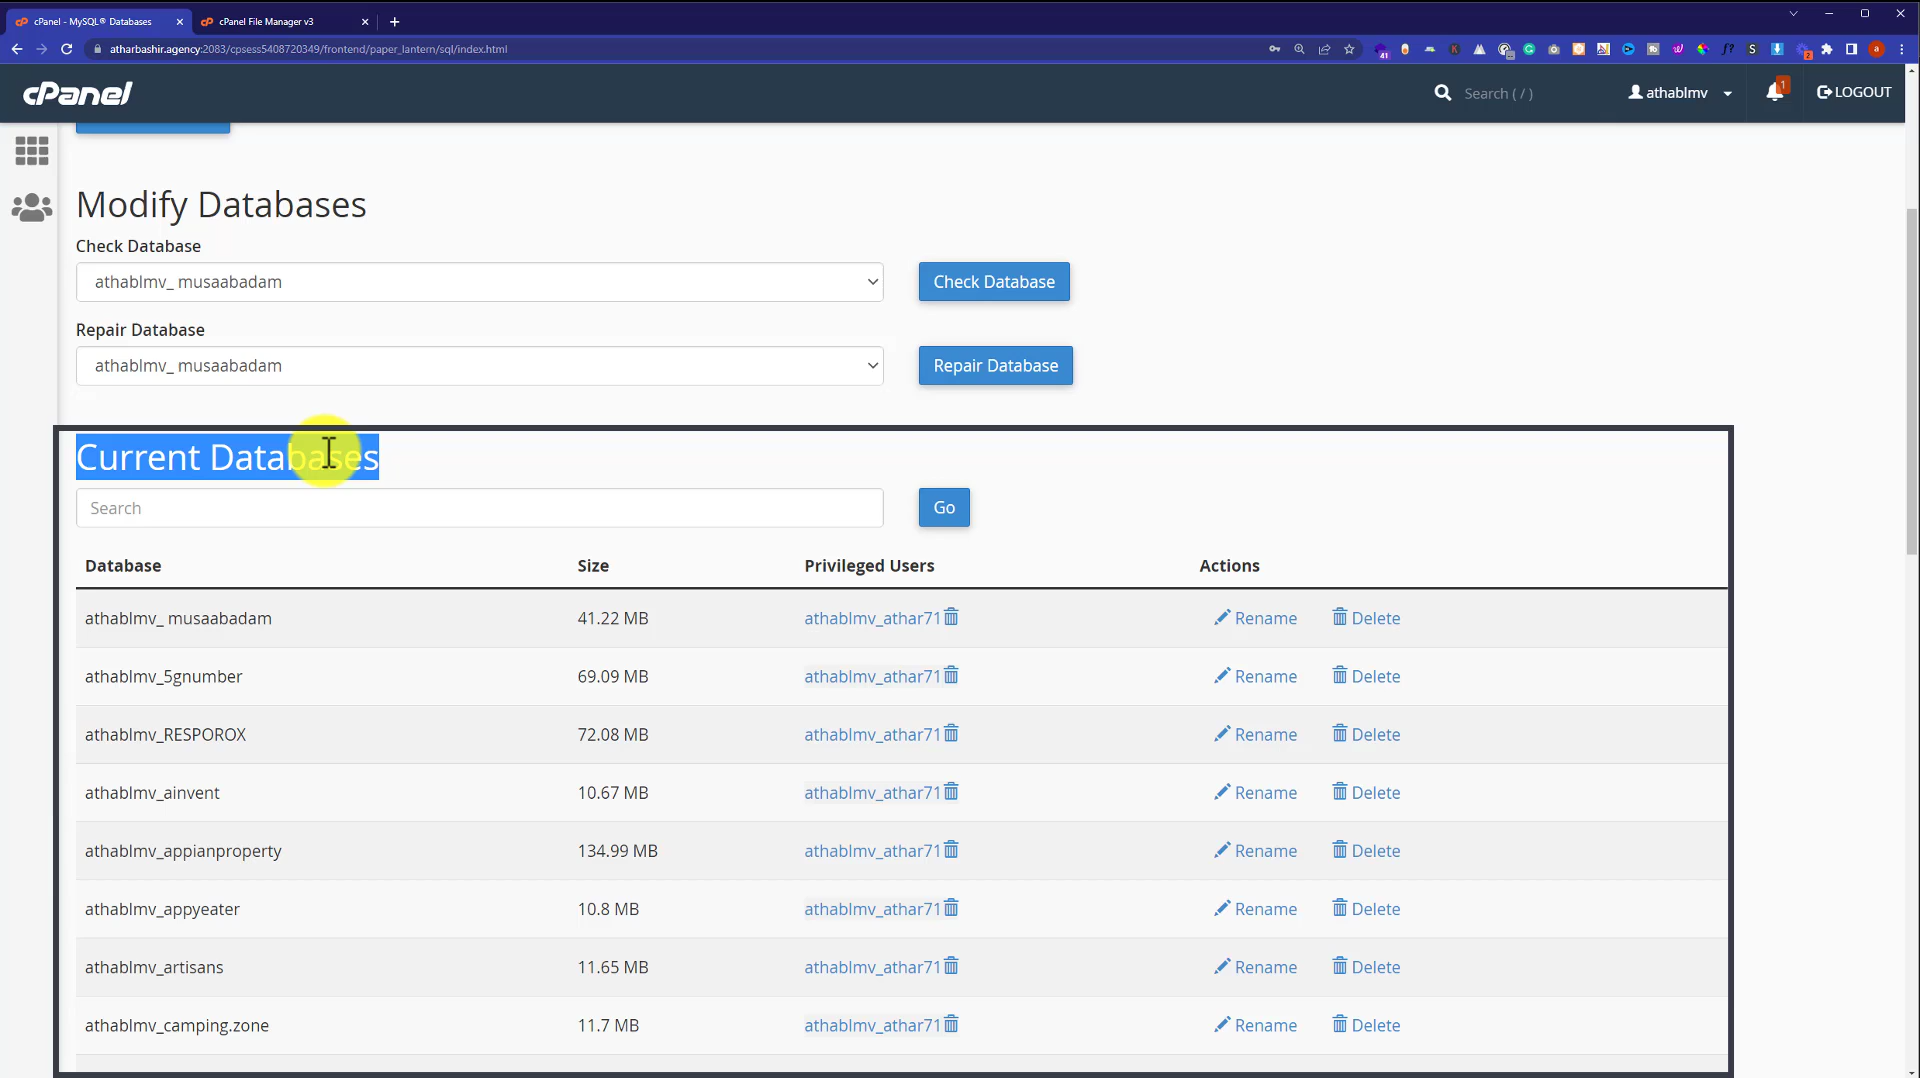 cPanel - MySQL® Databases
cPanel File Manager v3
atharbashir.agency:2083/cpsess5408720349/frontend/paper_lantern/sql/index.html
cPanel
Search ( / )
athablmv
1
LOGOUT
Modify Databases
Check Database
athablmv_ musaabadam
Check Database
Repair Database
athablmv_ musaabadam
Repair Database
Current Databases
Search
Go
Database Size Privileged Users Actions
athablmv_ musaabadam 41.22 MB athablmv_athar71 Rename Delete
athablmv_5gnumber 69.09 MB athablmv_athar71 Rename Delete
athablmv_RESPOROX 72.08 MB athablmv_athar71 Rename Delete
athablmv_ainvent 10.67 MB athablmv_athar71 Rename Delete
athablmv_appianproperty 134.99 MB athablmv_athar71 Rename Delete
athablmv_appyeater 10.8 MB athablmv_athar71 Rename Delete
athablmv_artisans 11.65 MB athablmv_athar71 Rename Delete
athablmv_camping.zone 11.7 MB athablmv_athar71 Rename Delete